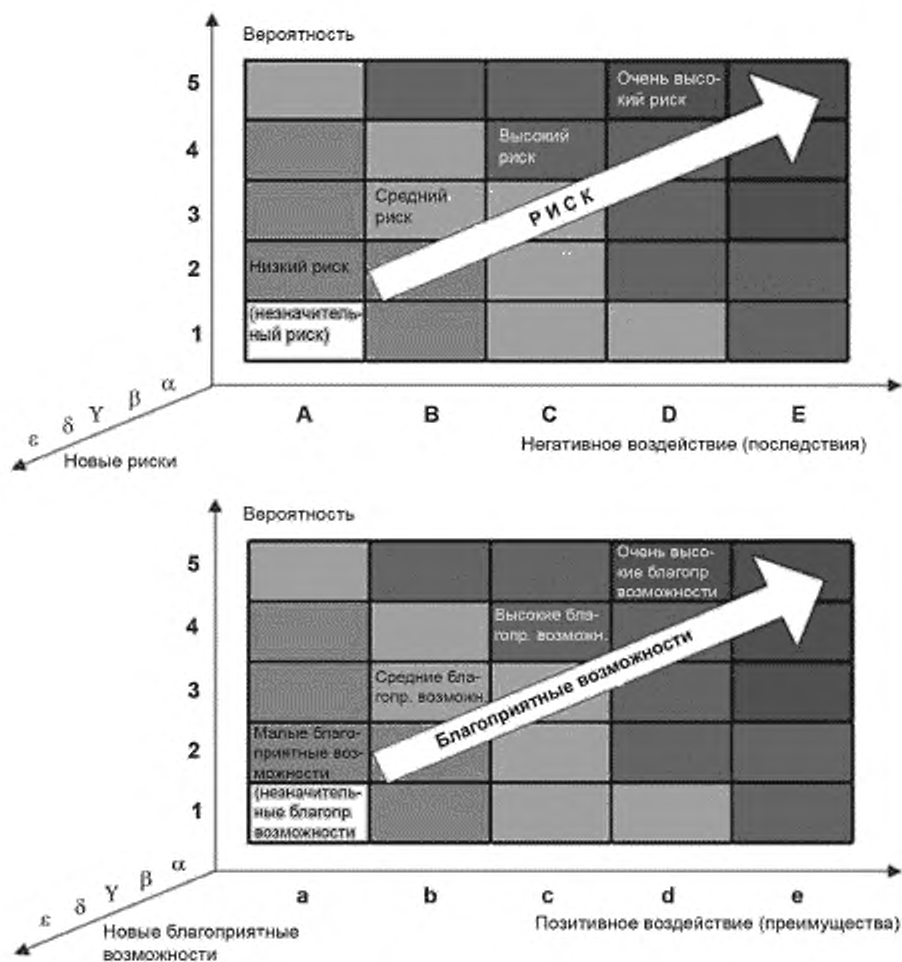 Вероятность
5
Очень высо-
кий риск
4
Высокий
риск
3
Средний
риск
РИСК
2
Низкий риск
1
(незначитель-
ный риск)
ε δ γ β α
A B C D E
Негативное воздействие (последствия)
Новые риски
Вероятность
5
Очень высо-
кие благопр
возможности
4
Высокие бла-
гопр. возможн.
3
Средние бла-
гопр. возможн.
Благоприятные возможности
2
Малые благо-
приятные воз-
можности
1
(незначитель-
ные благопр
возможности
ε δ γ β α
a b c d e
Позитивное воздействие (преимущества)
Новые благоприятные
возможности